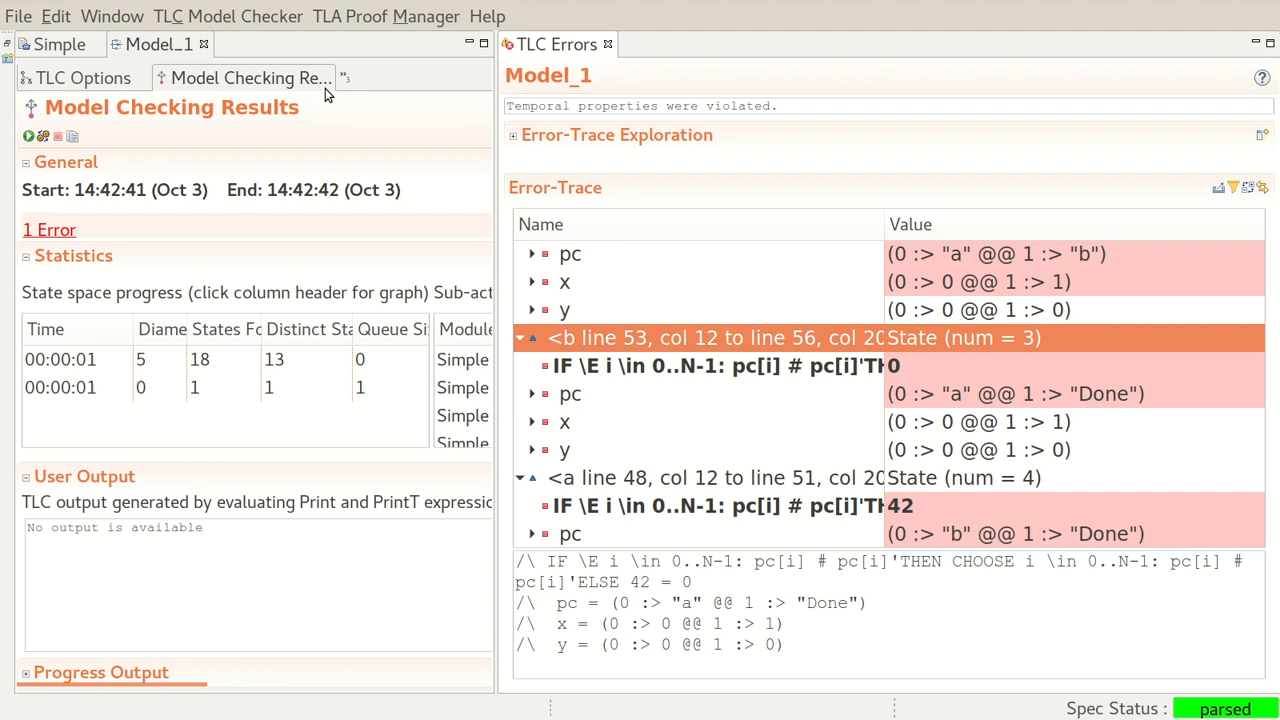 File Edit Window TLC Model Checker TLA Proof Manager Help
Simple Model_1
TLC Options Model Checking Re... »3
Model Checking Results
General
Start: 14:42:41 (Oct 3) End: 14:42:42 (Oct 3)
1 Error
Statistics
State space progress (click column header for graph) Sub-act
Time Diame States Fo Distinct Sta Queue Si Module
00:00:01 5 18 13 0 Simple
00:00:01 0 1 1 1 Simple
Simple
Simple
User Output
TLC output generated by evaluating Print and PrintT expressic
No output is available
Progress Output
TLC Errors
Model_1
Temporal properties were violated.
Error-Trace Exploration
Error-Trace
Name Value
pc (0 :> "a" @@ 1 :> "b")
x (0 :> 0 @@ 1 :> 1)
y (0 :> 0 @@ 1 :> 0)
<b line 53, col 12 to line 56, col 20 State (num = 3)
IF \E i \in 0..N-1: pc[i] # pc[i]'TH 0
pc (0 :> "a" @@ 1 :> "Done")
x (0 :> 0 @@ 1 :> 1)
y (0 :> 0 @@ 1 :> 0)
<a line 48, col 12 to line 51, col 20 State (num = 4)
IF \E i \in 0..N-1: pc[i] # pc[i]'TH 42
pc (0 :> "b" @@ 1 :> "Done")
/\ IF \E i \in 0..N-1: pc[i] # pc[i]'THEN CHOOSE i \in 0..N-1: pc[i] #
pc[i]'ELSE 42 = 0
/\ pc = (0 :> "a" @@ 1 :> "Done")
/\ x = (0 :> 0 @@ 1 :> 1)
/\ y = (0 :> 0 @@ 1 :> 0)
Spec Status : parsed